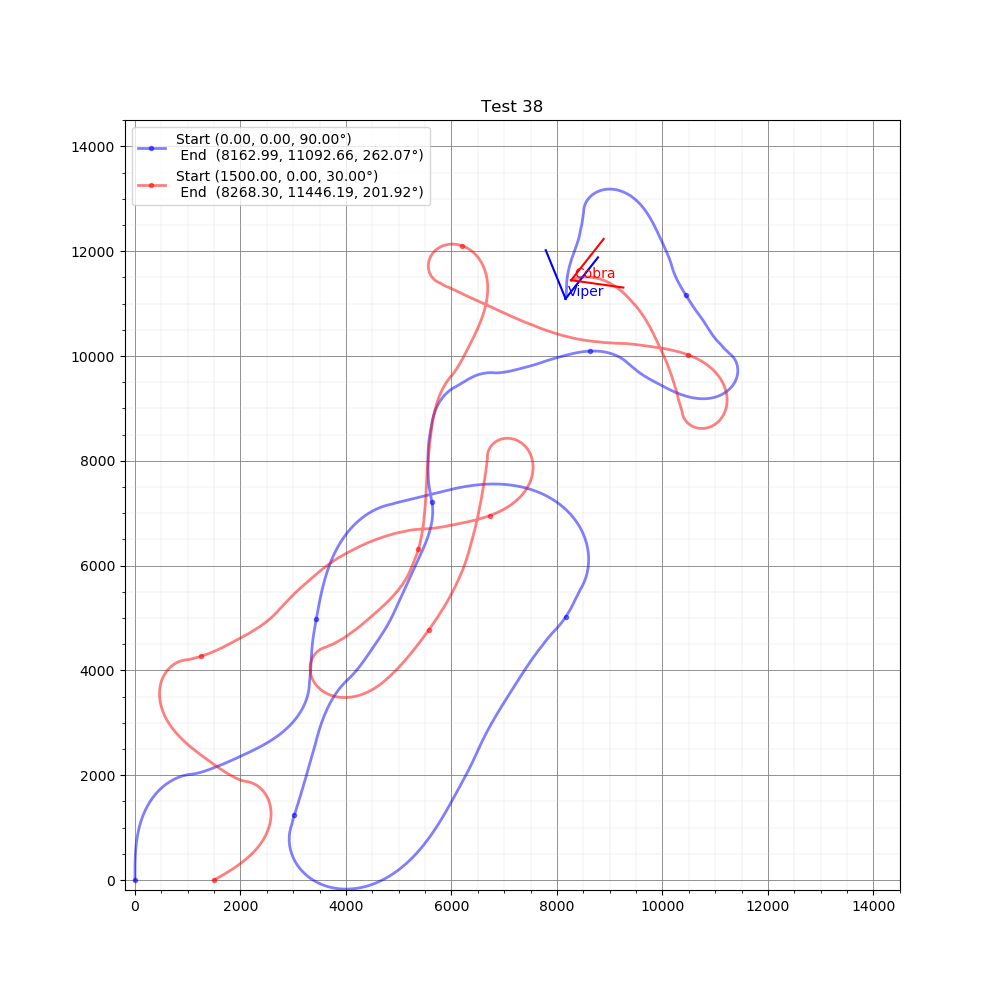 Test 38
Start (0.00, 0.00, 90.00°)
End (8162.99, 11092.66, 262.07°)
Start (1500.00, 0.00, 30.00°)
End (8268.30, 11446.19, 201.92°)
14000
12000
10000
8000
6000
4000
2000
0
Cobra
Viper
0 2000 4000 6000 8000 10000 12000 14000